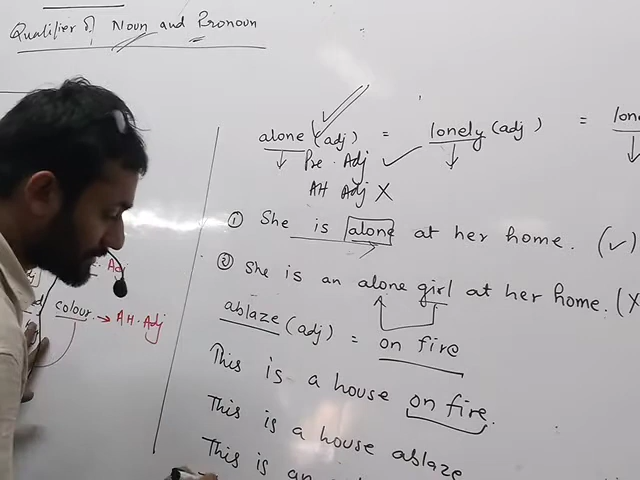 Qualifier of Noun and Pronoun
alone (adj) = lonely (adj) =
Pre. Adj ✓
Att Adj X
① She is alone at her home. (✓)
② She is an alone girl at her home. (X
Adj
colour. → Att. Adj
ablaze (adj) = on fire
This is a house on fire.
This is a house ablaze
This is an